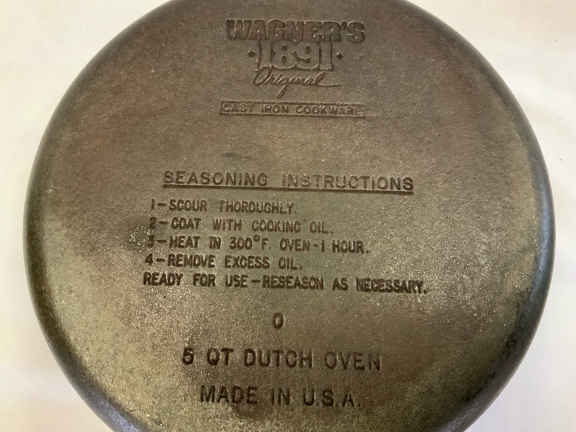 WAGNER'S
·1891·
Original
CAST IRON COOKWARE
SEASONING INSTRUCTIONS
1-SCOUR THOROUGHLY.
2-COAT WITH COOKING OIL.
3-HEAT IN 300°F. OVEN-1 HOUR.
4-REMOVE EXCESS OIL.
READY FOR USE-RESEASON AS NECESSARY.
0
5 QT DUTCH OVEN
MADE IN U.S.A.